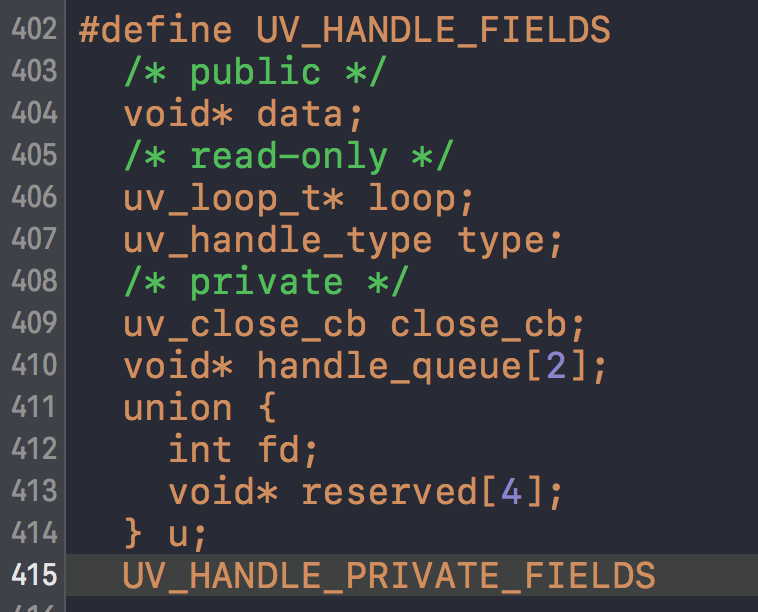 402 #define UV_HANDLE_FIELDS
403   /* public */
404   void* data;
405   /* read-only */
406   uv_loop_t* loop;
407   uv_handle_type type;
408   /* private */
409   uv_close_cb close_cb;
410   void* handle_queue[2];
411   union {
412     int fd;
413     void* reserved[4];
414   } u;
415   UV_HANDLE_PRIVATE_FIELDS